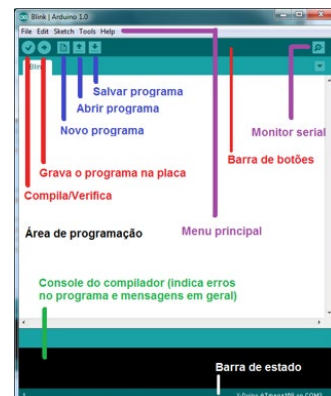 Blink | Arduino 1.0
File Edit Sketch Tools Help
Blink
Salvar programa
Abrir programa
Novo programa
Monitor serial
Barra de botões
Grava o programa na placa
Compila/Verifica
Área de programação
Menu principal
Console do compilador (indica erros
no programa e mensagens em geral)
Barra de estado
1